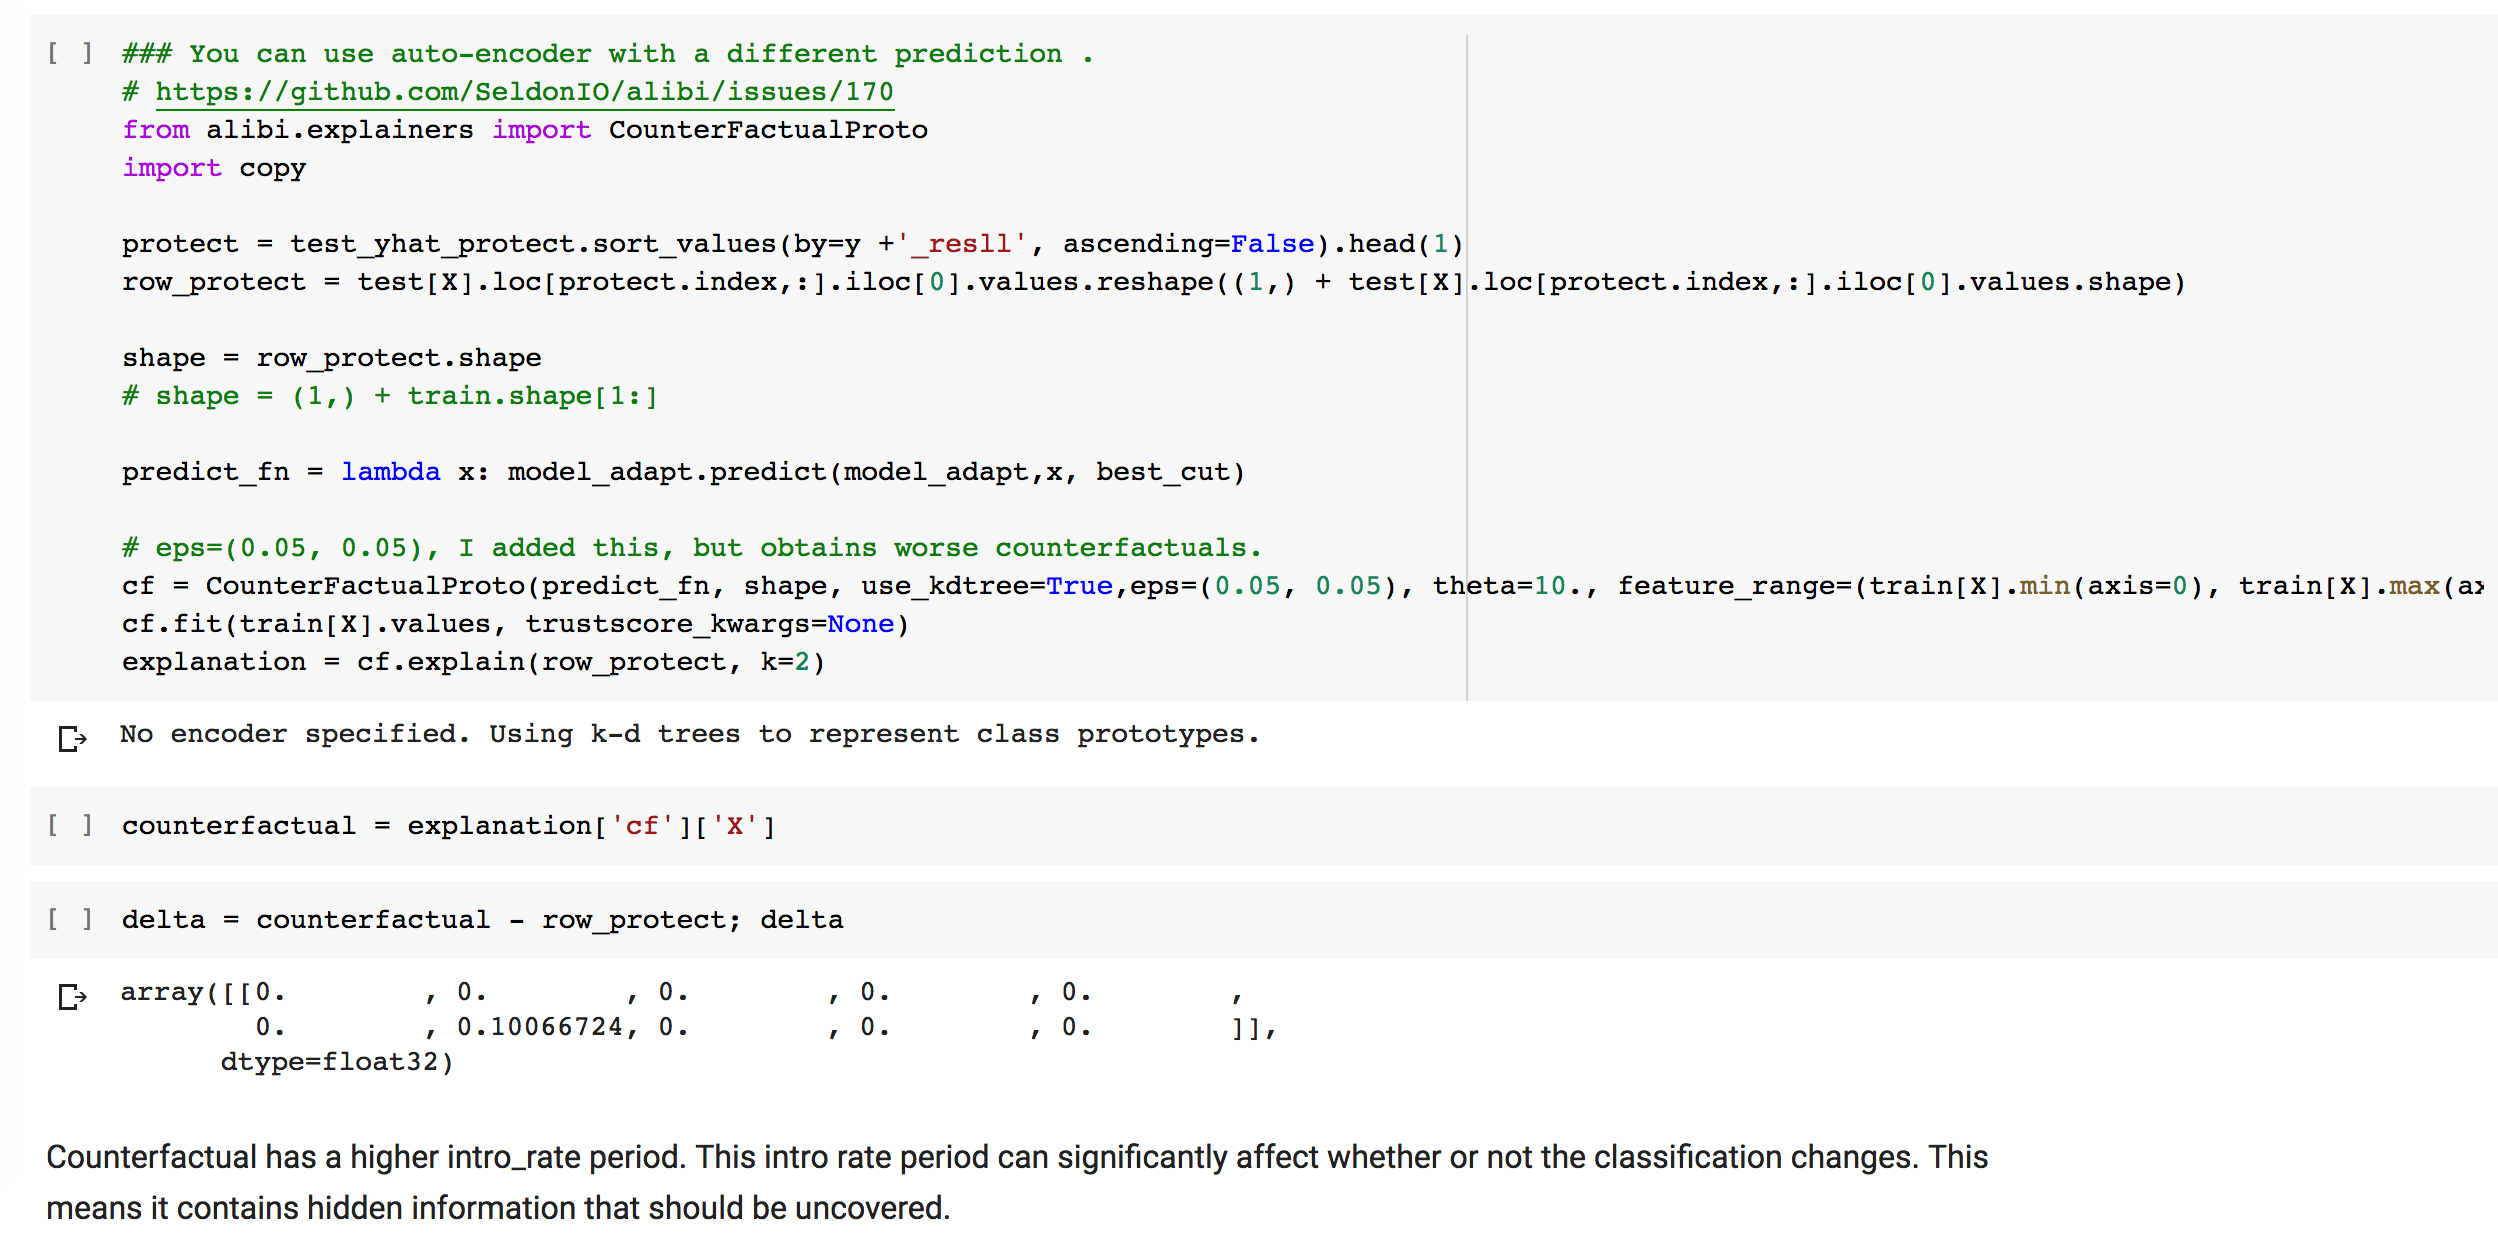 [ ] ### You can use auto-encoder with a different prediction .
# https://github.com/SeldonIO/alibi/issues/170
from alibi.explainers import CounterFactualProto
import copy
protect = test_yhat_protect.sort_values(by=y +'_resll', ascending=False).head(1)
row_protect = test[X].loc[protect.index,:].iloc[0].values.reshape((1,) + test[X].loc[protect.index,:].iloc[0].values.shape)
shape = row_protect.shape
# shape = (1,) + train.shape[1:]
predict_fn = lambda x: model_adapt.predict(model_adapt,x, best_cut)
# eps=(0.05, 0.05), I added this, but obtains worse counterfactuals.
cf = CounterFactualProto(predict_fn, shape, use_kdtree=True,eps=(0.05, 0.05), theta=10., feature_range=(train[X].min(axis=0), train[X].max(ax
cf.fit(train[X].values, trustscore_kwargs=None)
explanation = cf.explain(row_protect, k=2)
No encoder specified. Using k-d trees to represent class prototypes.
[ ] counterfactual = explanation['cf']['X']
[ ] delta = counterfactual - row_protect; delta
array([[0.        , 0.        , 0.        , 0.        , 0.        ,
0.        , 0.10066724, 0.        , 0.        , 0.        ]],
dtype=float32)
Counterfactual has a higher intro_rate period. This intro rate period can significantly affect whether or not the classification changes. This
means it contains hidden information that should be uncovered.